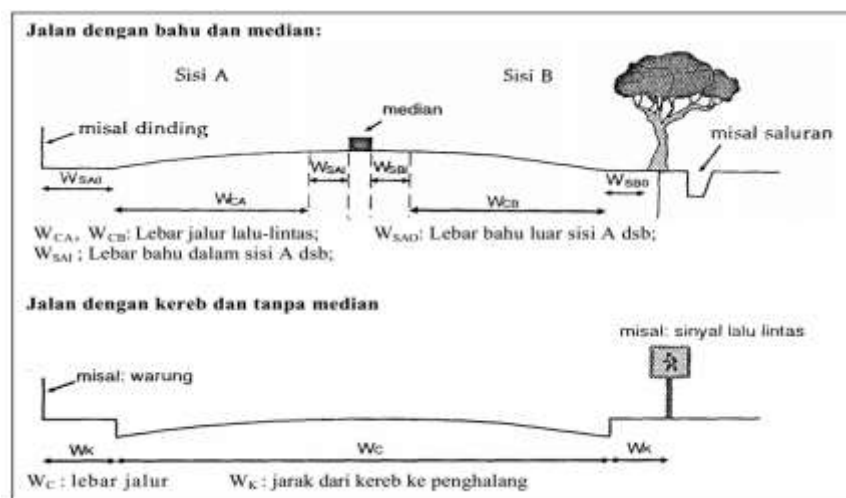 Jalan dengan bahu dan median:
Sisi A
Sisi B
median
misal dinding
misal saluran
WSAO
WSAI
WSBI
WSBO
WCA
WCB
WCA, WCB: Lebar jalur lalu-lintas;
WSAO: Lebar bahu luar sisi A dsb;
WSAI ; Lebar bahu dalam sisi A dsb;
Jalan dengan kereb dan tanpa median
misal: sinyal lalu lintas
misal: warung
WK
WC
WK
WC : lebar jalur
WK : jarak dari kereb ke penghalang